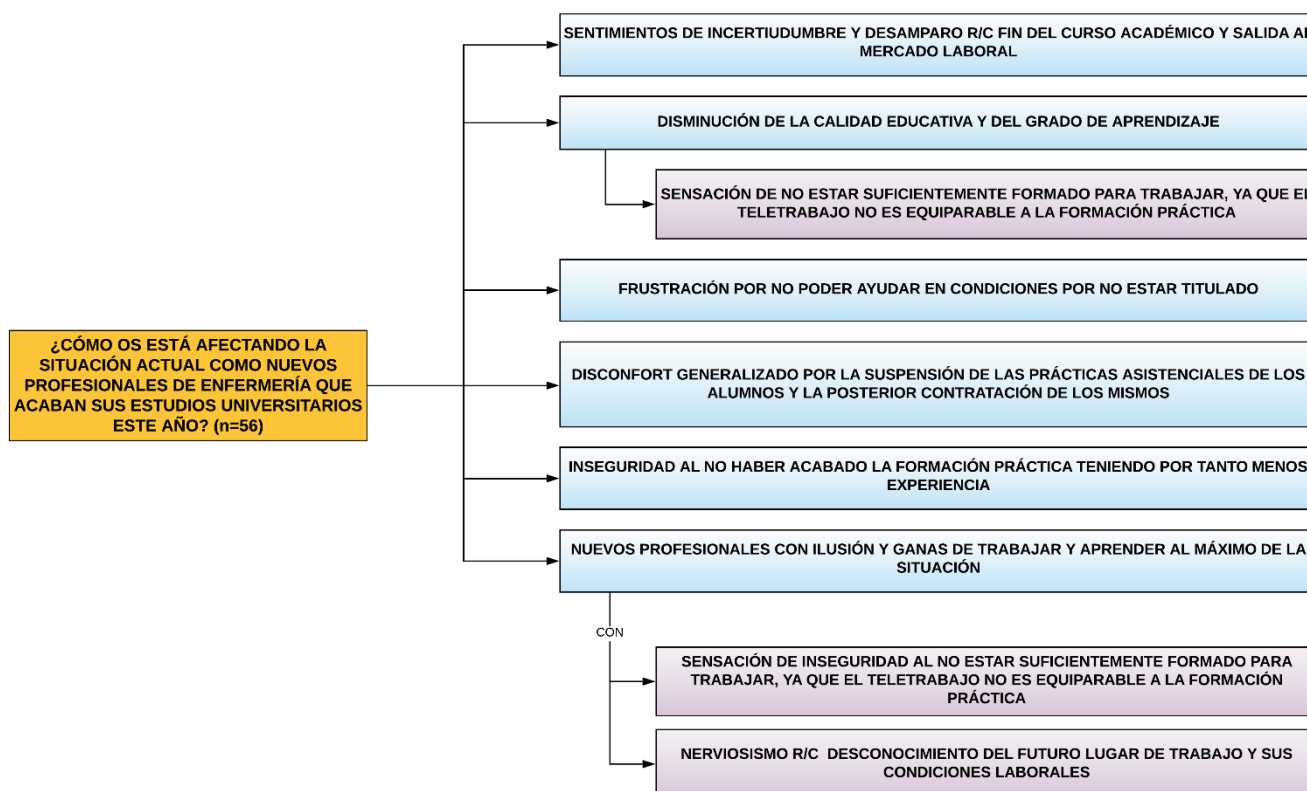 SENTIMIENTOS DE INCERTIUDUMBRE Y DESAMPARO R/C FIN DEL CURSO ACADÉMICO Y SALIDA AL
MERCADO LABORAL
DISMINUCIÓN DE LA CALIDAD EDUCATIVA Y DEL GRADO DE APRENDIZAJE
SENSACIÓN DE NO ESTAR SUFICIENTEMENTE FORMADO PARA TRABAJAR, YA QUE EL
TELETRABAJO NO ES EQUIPARABLE A LA FORMACIÓN PRÁCTICA
FRUSTRACIÓN POR NO PODER AYUDAR EN CONDICIONES POR NO ESTAR TITULADO
¿CÓMO OS ESTÁ AFECTANDO LA
SITUACIÓN ACTUAL COMO NUEVOS
PROFESIONALES DE ENFERMERÍA QUE
ACABAN SUS ESTUDIOS UNIVERSITARIOS
ESTE AÑO? (n=56)
DISCONFORT GENERALIZADO POR LA SUSPENSIÓN DE LAS PRÁCTICAS ASISTENCIALES DE LOS
ALUMNOS Y LA POSTERIOR CONTRATACIÓN DE LOS MISMOS
INSEGURIDAD AL NO HABER ACABADO LA FORMACIÓN PRÁCTICA TENIENDO POR TANTO MENOS
EXPERIENCIA
NUEVOS PROFESIONALES CON ILUSIÓN Y GANAS DE TRABAJAR Y APRENDER AL MÁXIMO DE LA
SITUACIÓN
CON
SENSACIÓN DE INSEGURIDAD AL NO ESTAR SUFICIENTEMENTE FORMADO PARA
TRABAJAR, YA QUE EL TELETRABAJO NO ES EQUIPARABLE A LA FORMACIÓN
PRÁCTICA
NERVIOSISMO R/C DESCONOCIMIENTO DEL FUTURO LUGAR DE TRABAJO Y SUS
CONDICIONES LABORALES